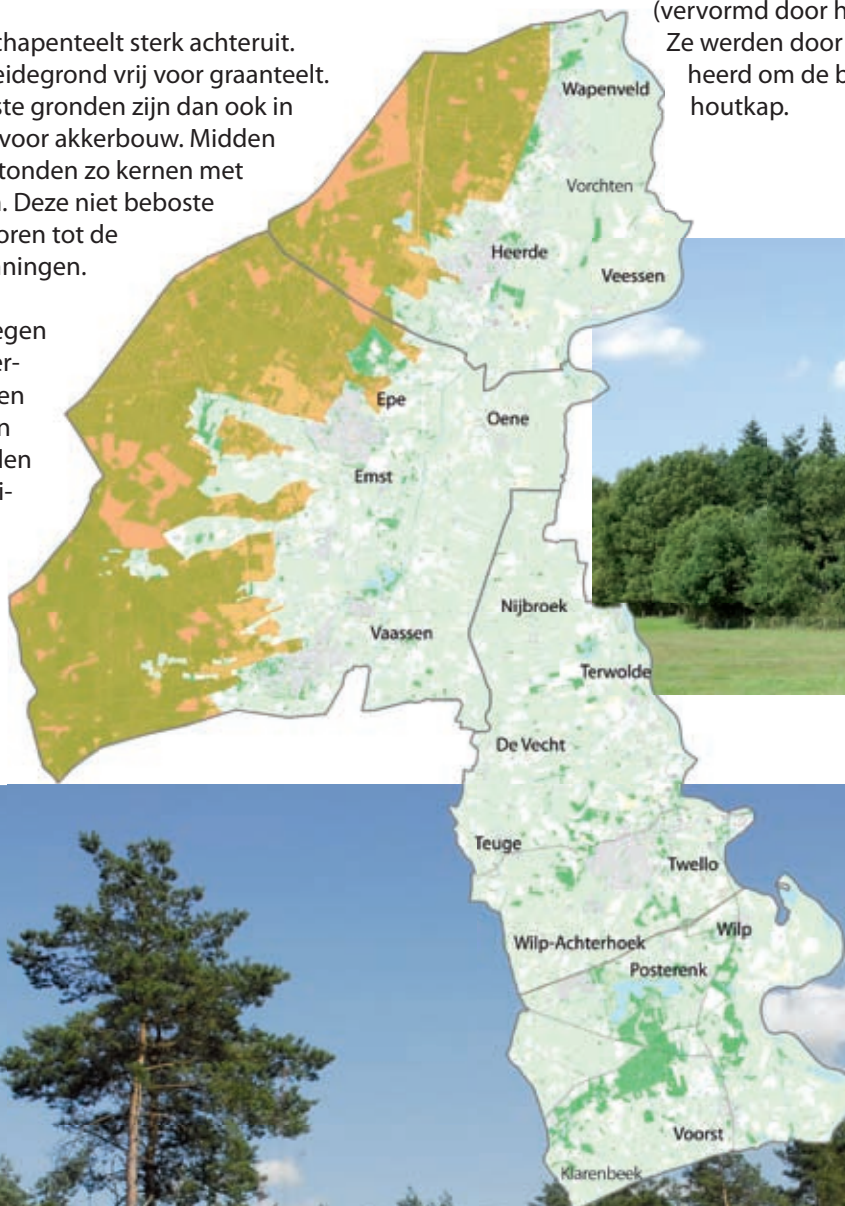 chapenteelt sterk achteruit.
eidegrond vrij voor graanteelt.
ste gronden zijn dan ook in
voor akkerbouw. Midden
tonden zo kernen met
. Deze niet beboste
oren tot de
nningen.
egen
er-
en
n
den
i-
(vervormd door h
Ze werden door
heerd om de b
houtkap.
Wapenveld
Vorchten
Heerde
Veessen
Epe
Oene
Emst
Nijbroek
Vaassen
Terwolde
De Vecht
Teuge
Twello
Wilp
Wilp-Achterhoek
Posterenk
Voorst
Klarenbeek